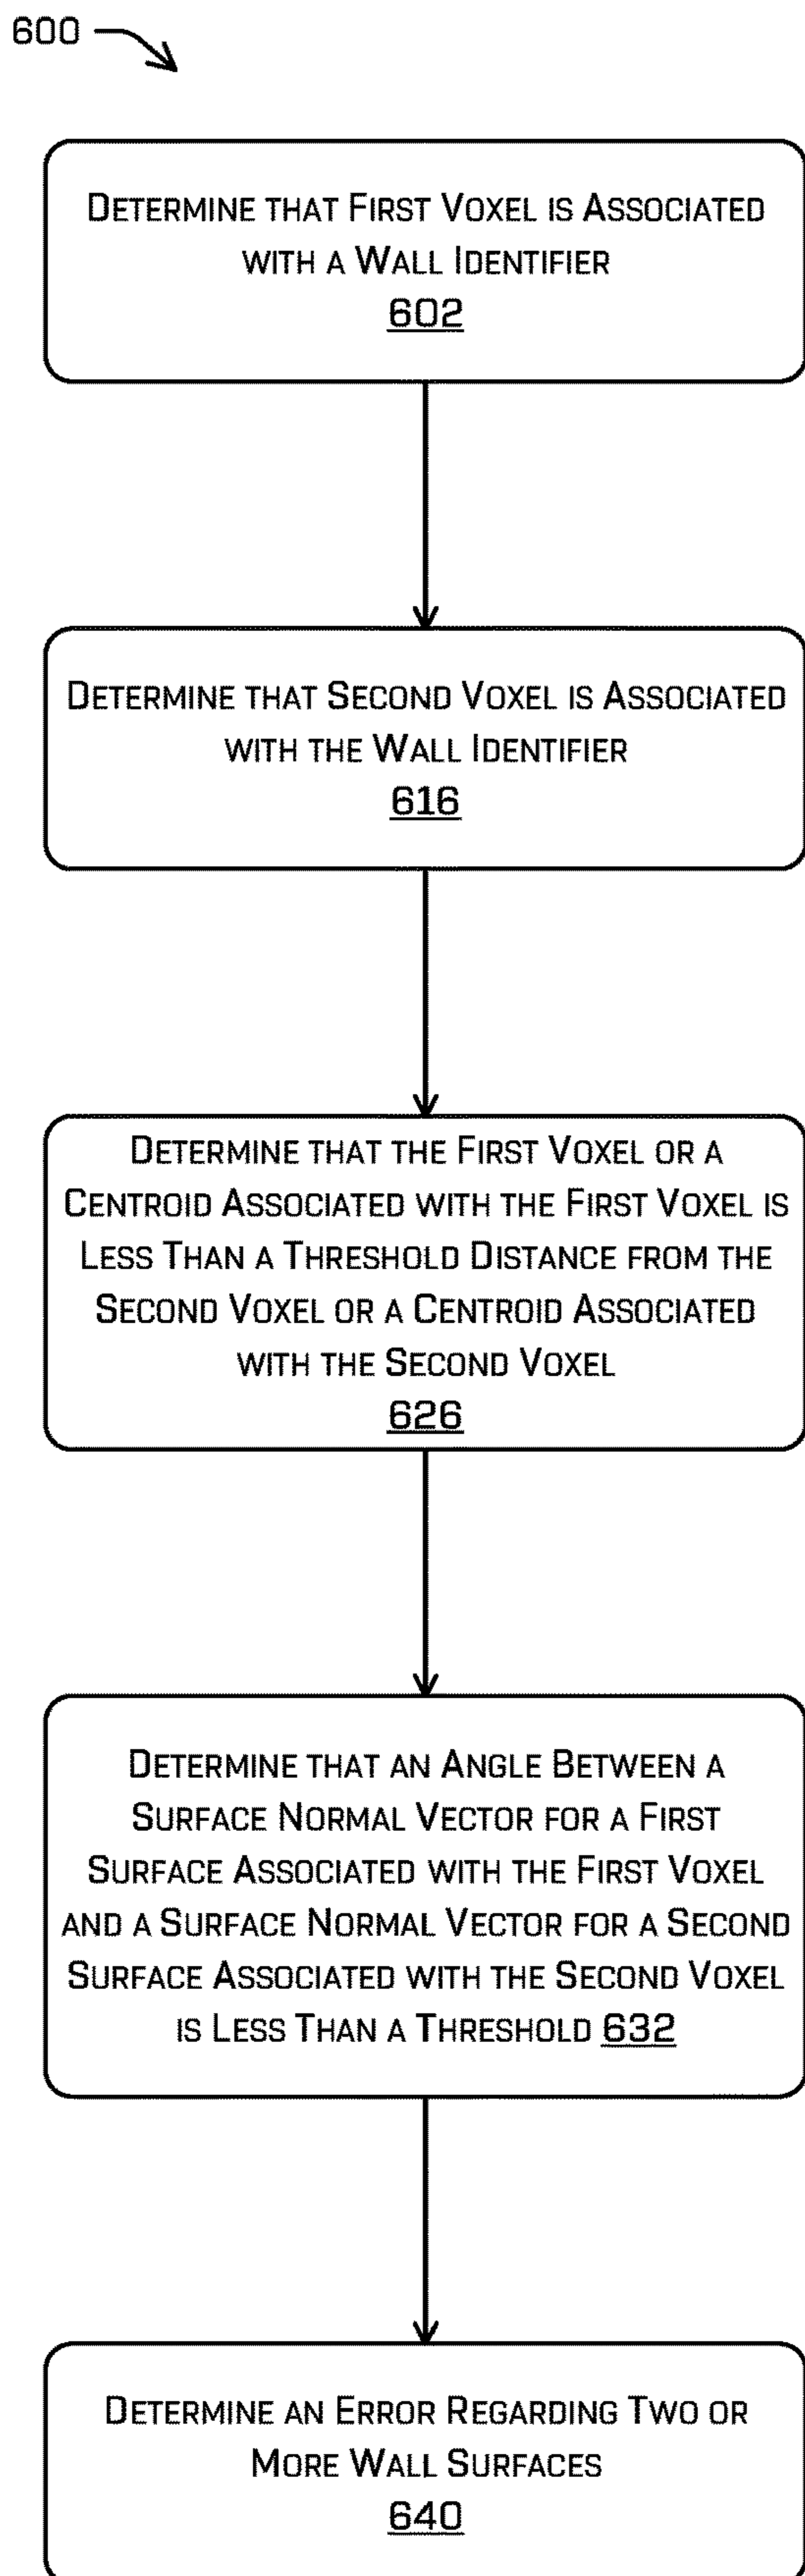 600
DETERMINE THAT FIRST VOXEL IS ASSOCIATED
WITH A WALL IDENTIFIER
602
DETERMINE THAT SECOND VOXEL IS ASSOCIATED
WITH THE WALL IDENTIFIER
616
DETERMINE THAT THE FIRST VOXEL OR A
CENTROID ASSOCIATED WITH THE FIRST VOXEL IS
LESS THAN A THRESHOLD DISTANCE FROM THE
SECOND VOXEL OR A CENTROID ASSOCIATED
WITH THE SECOND VOXEL
626
DETERMINE THAT AN ANGLE BETWEEN A
SURFACE NORMAL VECTOR FOR A FIRST
SURFACE ASSOCIATED WITH THE FIRST VOXEL
AND A SURFACE NORMAL VECTOR FOR A SECOND
SURFACE ASSOCIATED WITH THE SECOND VOXEL
IS LESS THAN A THRESHOLD 632
DETERMINE AN ERROR REGARDING TWO OR
MORE WALL SURFACES
640